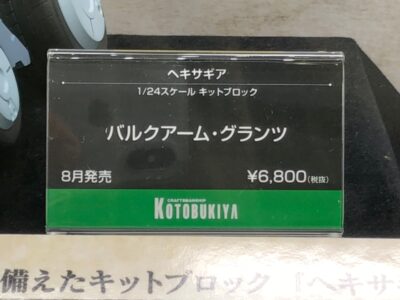 ヘキサギア
1/24スケール キットブロック
バルクアーム・グランツ
8月発売 ¥6,800(税抜)
CRAFTSMANSHIP
KOTOBUKIYA
備えたキットブロック『ヘキサ